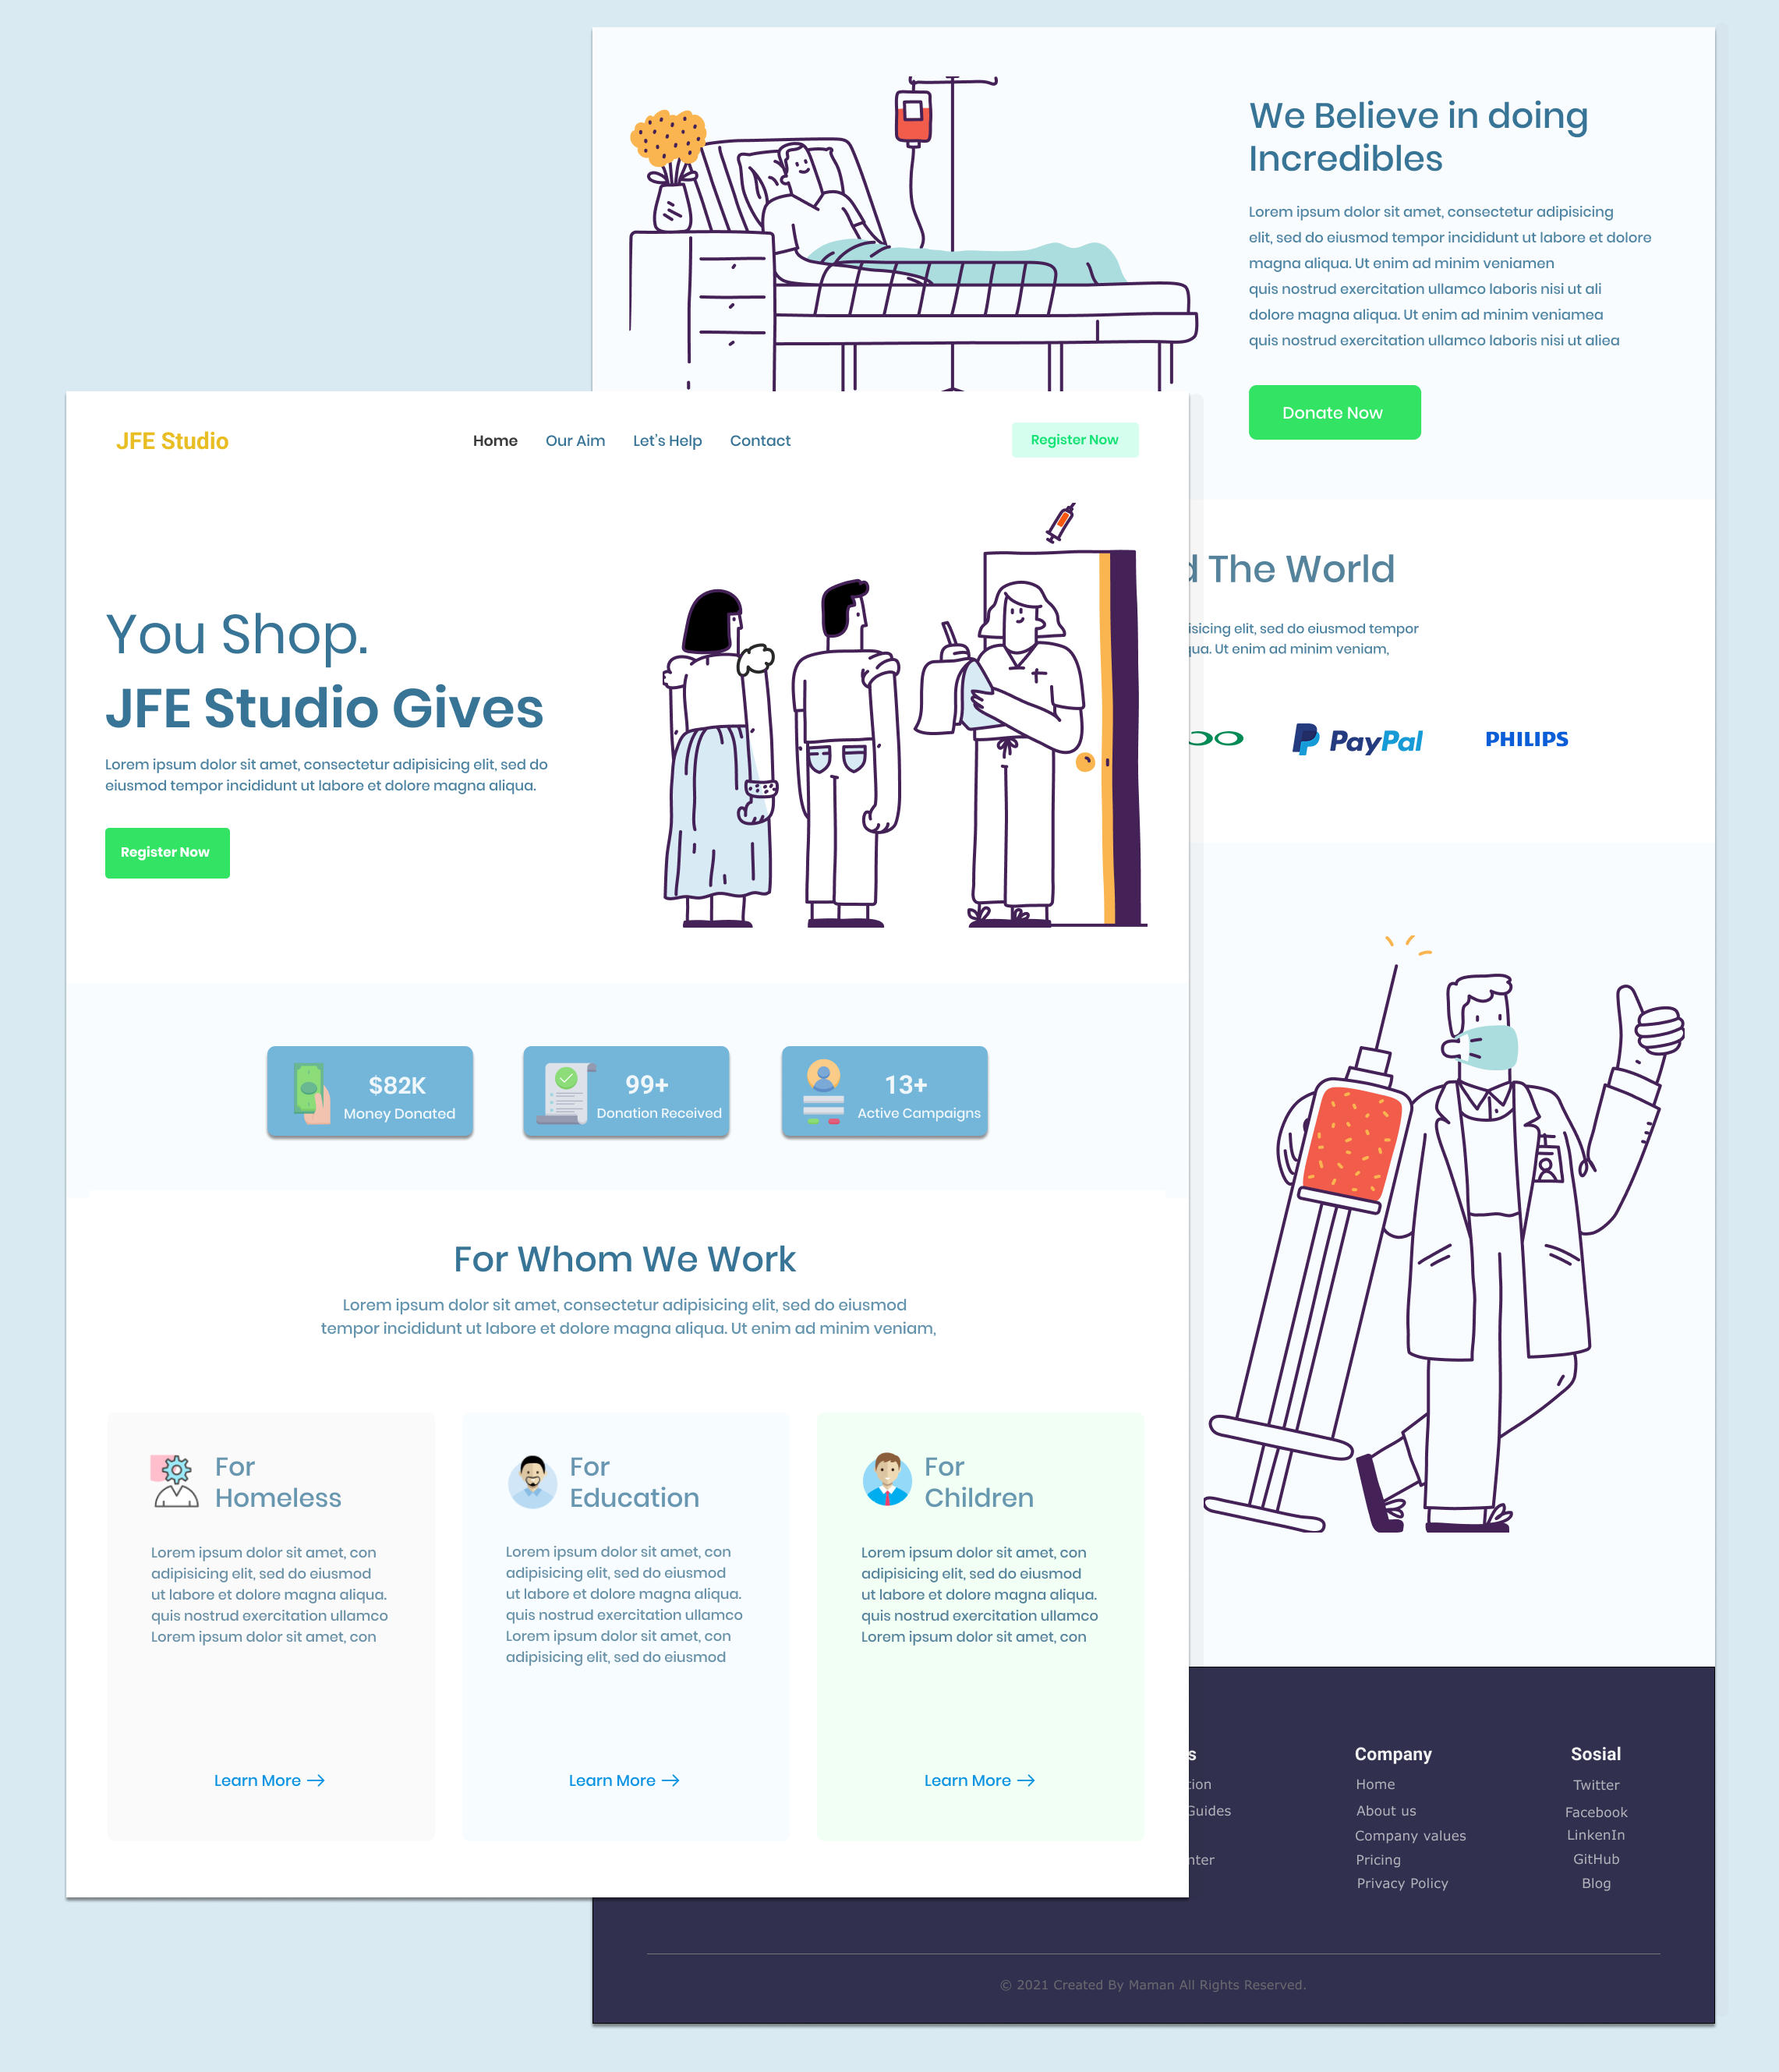 We Believe in doing
Incredibles
Lorem ipsum dolor sit amet, consectetur adipisicing
elit, sed do eiusmod tempor incididunt ut labore et dolore
magna aliqua. Ut enim ad minim veniamen
quis nostrud exercitation ullamco laboris nisi ut ali
dolore magna aliqua. Ut enim ad minim veniamea
quis nostrud exercitation ullamco laboris nisi ut aliea
Donate Now
JFE Studio
Home
Our Aim
Let's Help
Contact
Register Now
You Shop.
JFE Studio Gives
Lorem ipsum dolor sit amet, consectetur adipisicing elit, sed do
eiusmod tempor incididunt ut labore et dolore magna aliqua.
Register Now
The World
elit, sed do eiusmod tempor
Ut enim ad minim veniam,
PayPal
PHILIPS
$82K
Money Donated
99+
Donation Received
13+
Active Campaigns
For Whom We Work
Lorem ipsum dolor sit amet, consectetur adipisicing elit, sed do eiusmod
tempor incididunt ut labore et dolore magna aliqua. Ut enim ad minim veniam,
For
Homeless
Lorem ipsum dolor sit amet, con
adipisicing elit, sed do eiusmod
ut labore et dolore magna aliqua.
quis nostrud exercitation ullamco
Lorem ipsum dolor sit amet, con
Learn More
For
Education
Lorem ipsum dolor sit amet, con
adipisicing elit, sed do eiusmod
ut labore et dolore magna aliqua.
quis nostrud exercitation ullamco
Lorem ipsum dolor sit amet, con
adipisicing elit, sed do eiusmod
Learn More
For
Children
Lorem ipsum dolor sit amet, con
adipisicing elit, sed do eiusmod
ut labore et dolore magna aliqua.
quis nostrud exercitation ullamco
Lorem ipsum dolor sit amet, con
Learn More
Guides
Company
Home
About us
Company values
Pricing
Privacy Policy
Sosial
Twitter
Facebook
LinkenIn
GitHub
Blog
© 2021 Created By Maman All Rights Reserved.